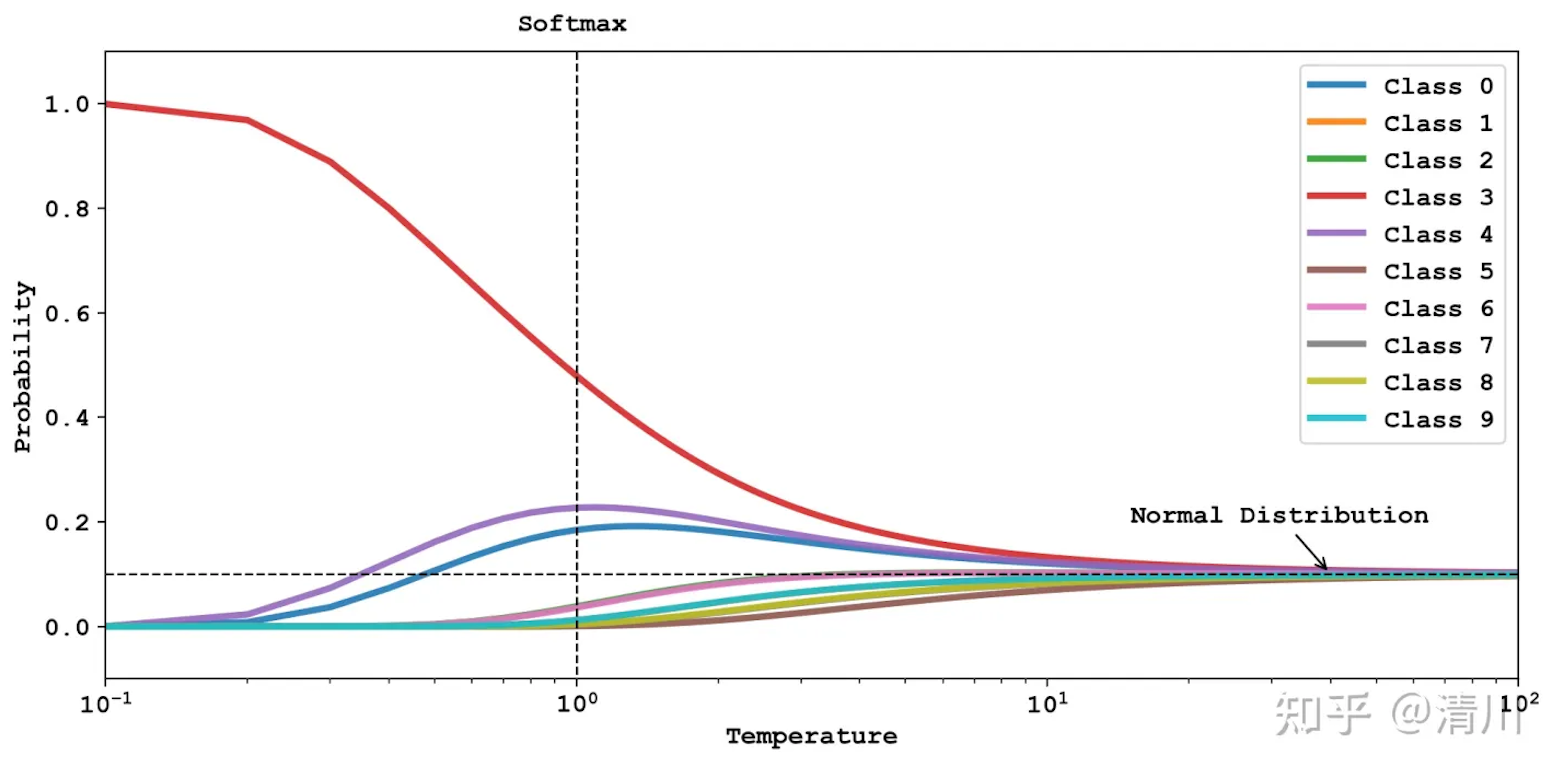 Softmax
1.0
0.8
0.6
0.4
0.2
0.0
Probability
Class 0
Class 1
Class 2
Class 3
Class 4
Class 5
Class 6
Class 7
Class 8
Class 9
Normal Distribution
10⁻¹
10⁰
10¹
10²
Temperature
知乎 @清川